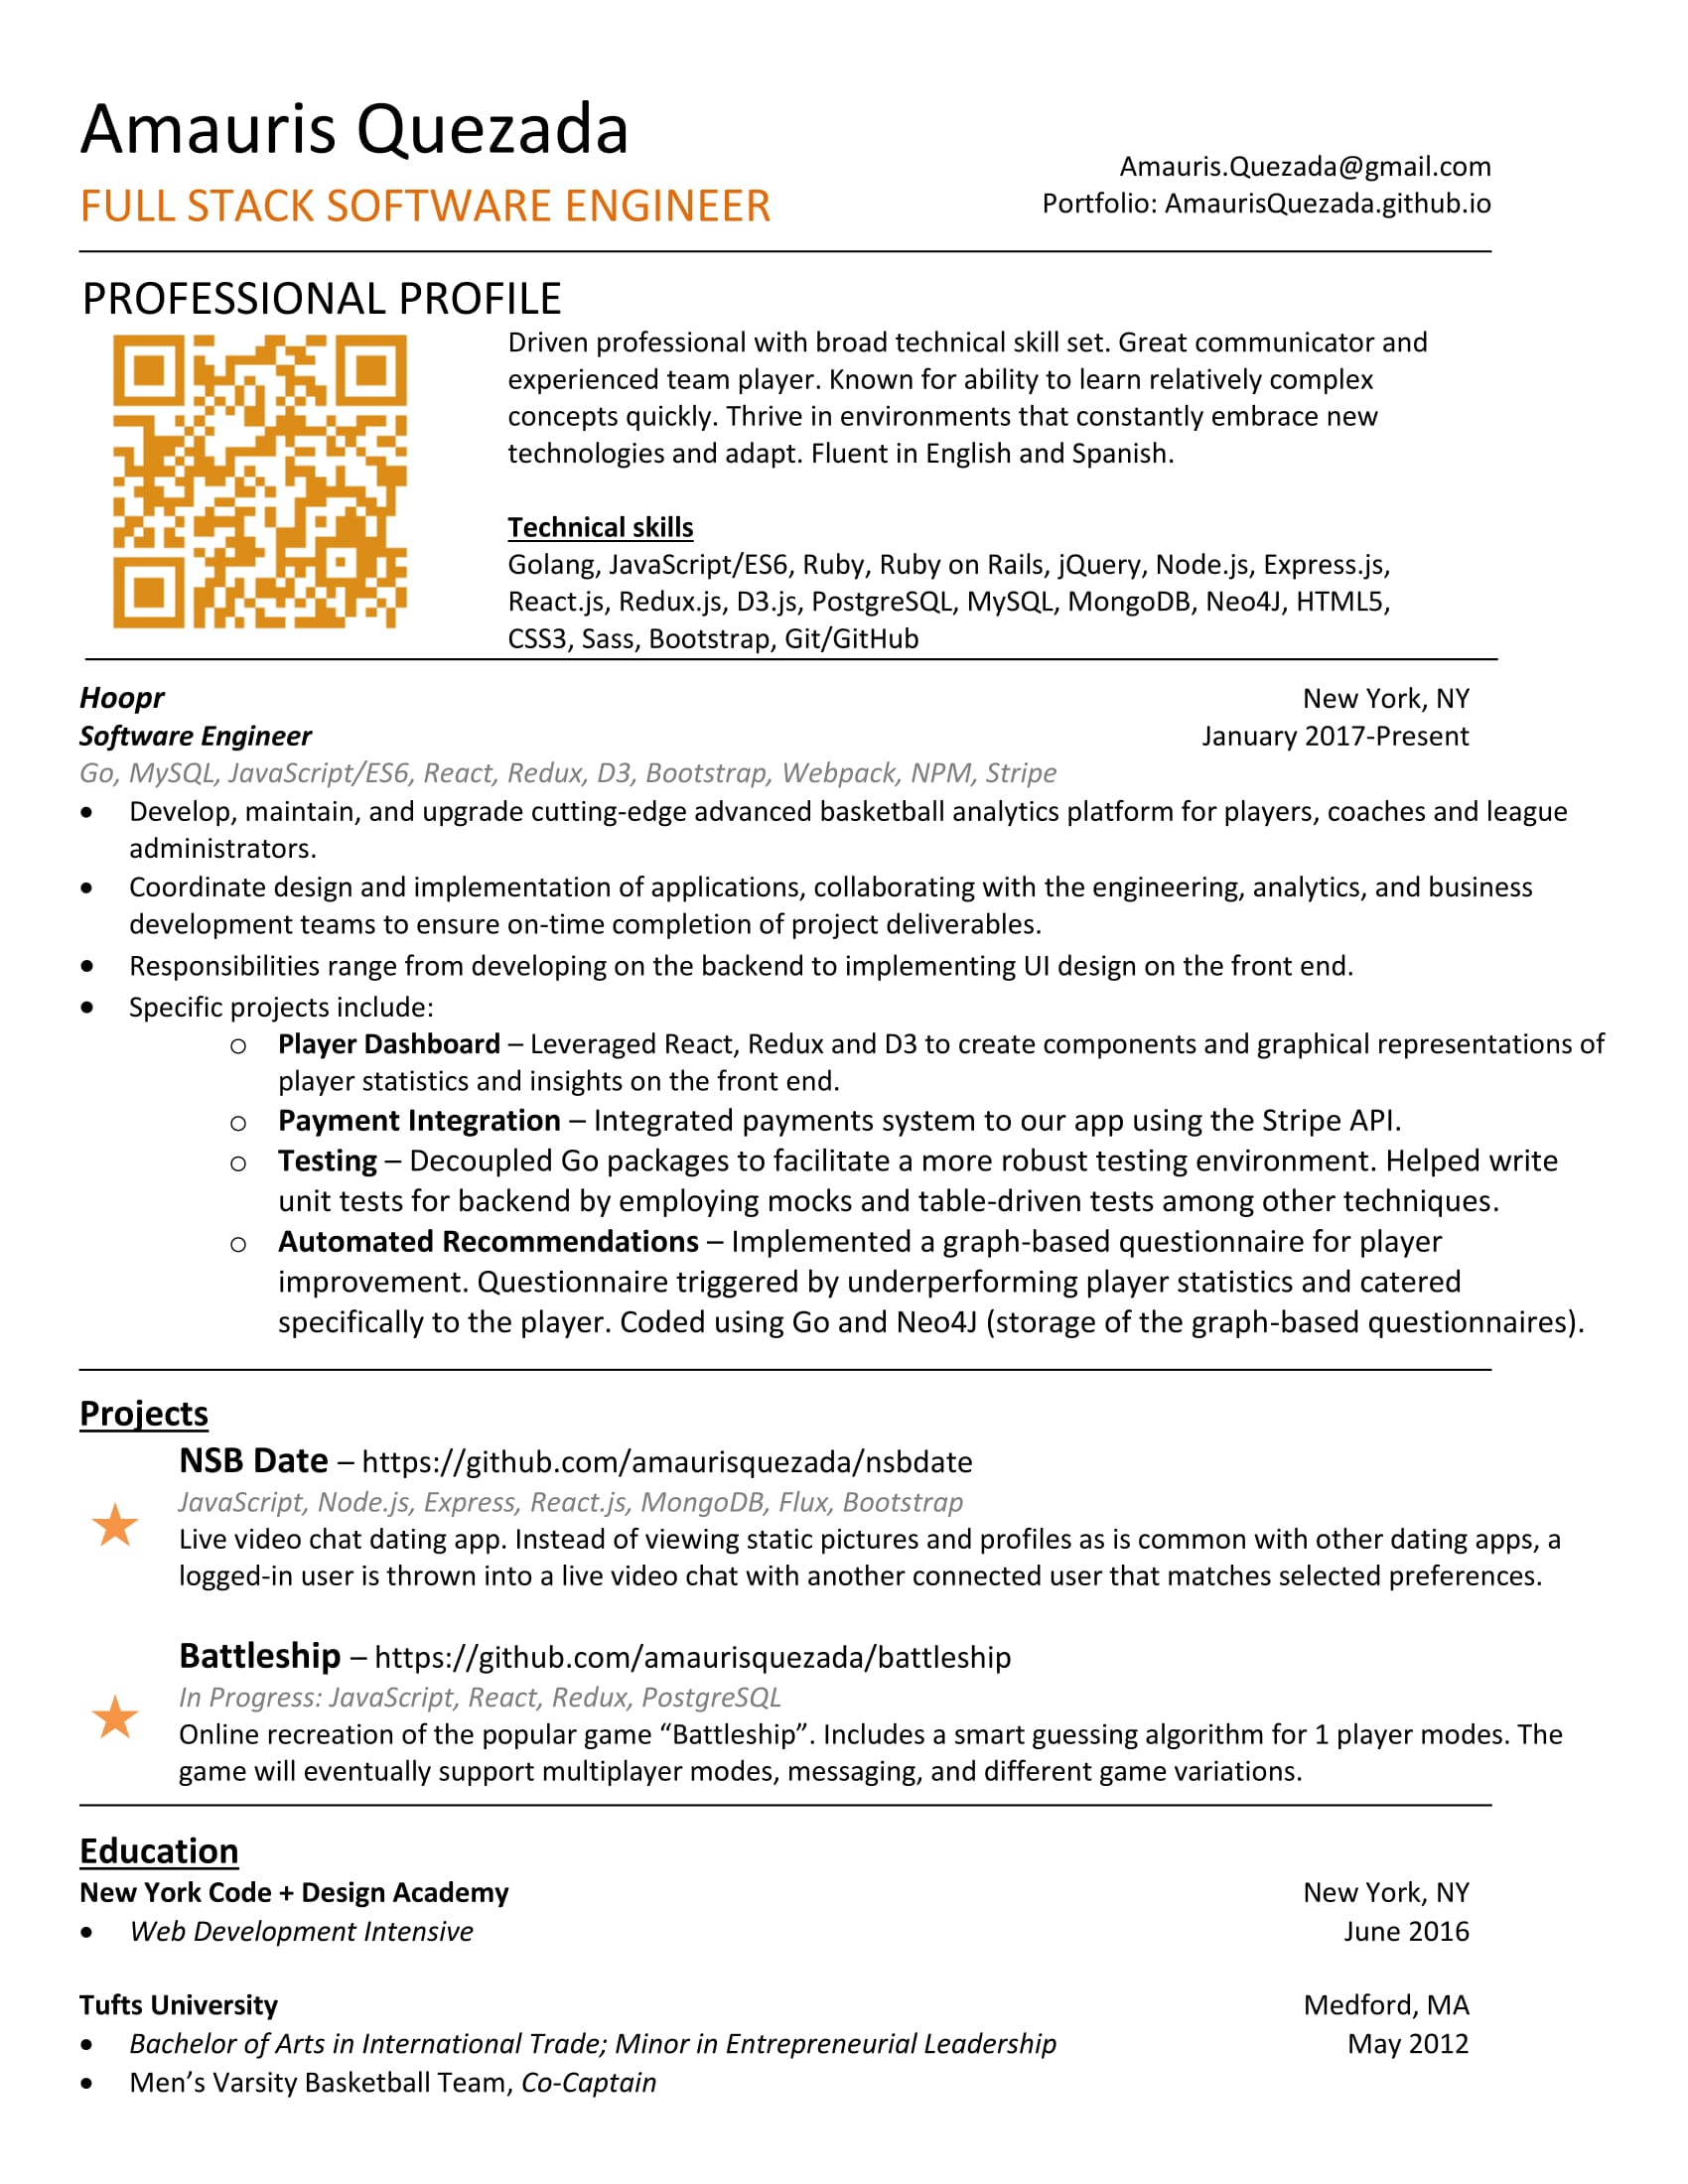 Amauris Quezada
FULL STACK SOFTWARE ENGINEER
Amauris.Quezada@gmail.com
Portfolio: AmaurisQuezada.github.io
PROFESSIONAL PROFILE
Driven professional with broad technical skill set. Great communicator and
experienced team player. Known for ability to learn relatively complex
concepts quickly. Thrive in environments that constantly embrace new
technologies and adapt. Fluent in English and Spanish.
Technical skills
Golang, JavaScript/ES6, Ruby, Ruby on Rails, jQuery, Node.js, Express.js,
React.js, Redux.js, D3.js, PostgreSQL, MySQL, MongoDB, Neo4J, HTML5,
CSS3, Sass, Bootstrap, Git/GitHub
Hoopr New York, NY
Software Engineer January 2017-Present
Go, MySQL, JavaScript/ES6, React, Redux, D3, Bootstrap, Webpack, NPM, Stripe
• Develop, maintain, and upgrade cutting-edge advanced basketball analytics platform for players, coaches and league
administrators.
• Coordinate design and implementation of applications, collaborating with the engineering, analytics, and business
development teams to ensure on-time completion of project deliverables.
• Responsibilities range from developing on the backend to implementing UI design on the front end.
• Specific projects include:
o Player Dashboard – Leveraged React, Redux and D3 to create components and graphical representations of
player statistics and insights on the front end.
o Payment Integration – Integrated payments system to our app using the Stripe API.
o Testing – Decoupled Go packages to facilitate a more robust testing environment. Helped write
unit tests for backend by employing mocks and table-driven tests among other techniques.
o Automated Recommendations – Implemented a graph-based questionnaire for player
improvement. Questionnaire triggered by underperforming player statistics and catered
specifically to the player. Coded using Go and Neo4J (storage of the graph-based questionnaires).
Projects
NSB Date – https://github.com/amaurisquezada/nsbdate
JavaScript, Node.js, Express, React.js, MongoDB, Flux, Bootstrap
Live video chat dating app. Instead of viewing static pictures and profiles as is common with other dating apps, a
logged-in user is thrown into a live video chat with another connected user that matches selected preferences.
Battleship – https://github.com/amaurisquezada/battleship
In Progress: JavaScript, React, Redux, PostgreSQL
Online recreation of the popular game “Battleship”. Includes a smart guessing algorithm for 1 player modes. The
game will eventually support multiplayer modes, messaging, and different game variations.
Education
New York Code + Design Academy New York, NY
• Web Development Intensive June 2016
Tufts University Medford, MA
• Bachelor of Arts in International Trade; Minor in Entrepreneurial Leadership May 2012
• Men’s Varsity Basketball Team, Co-Captain